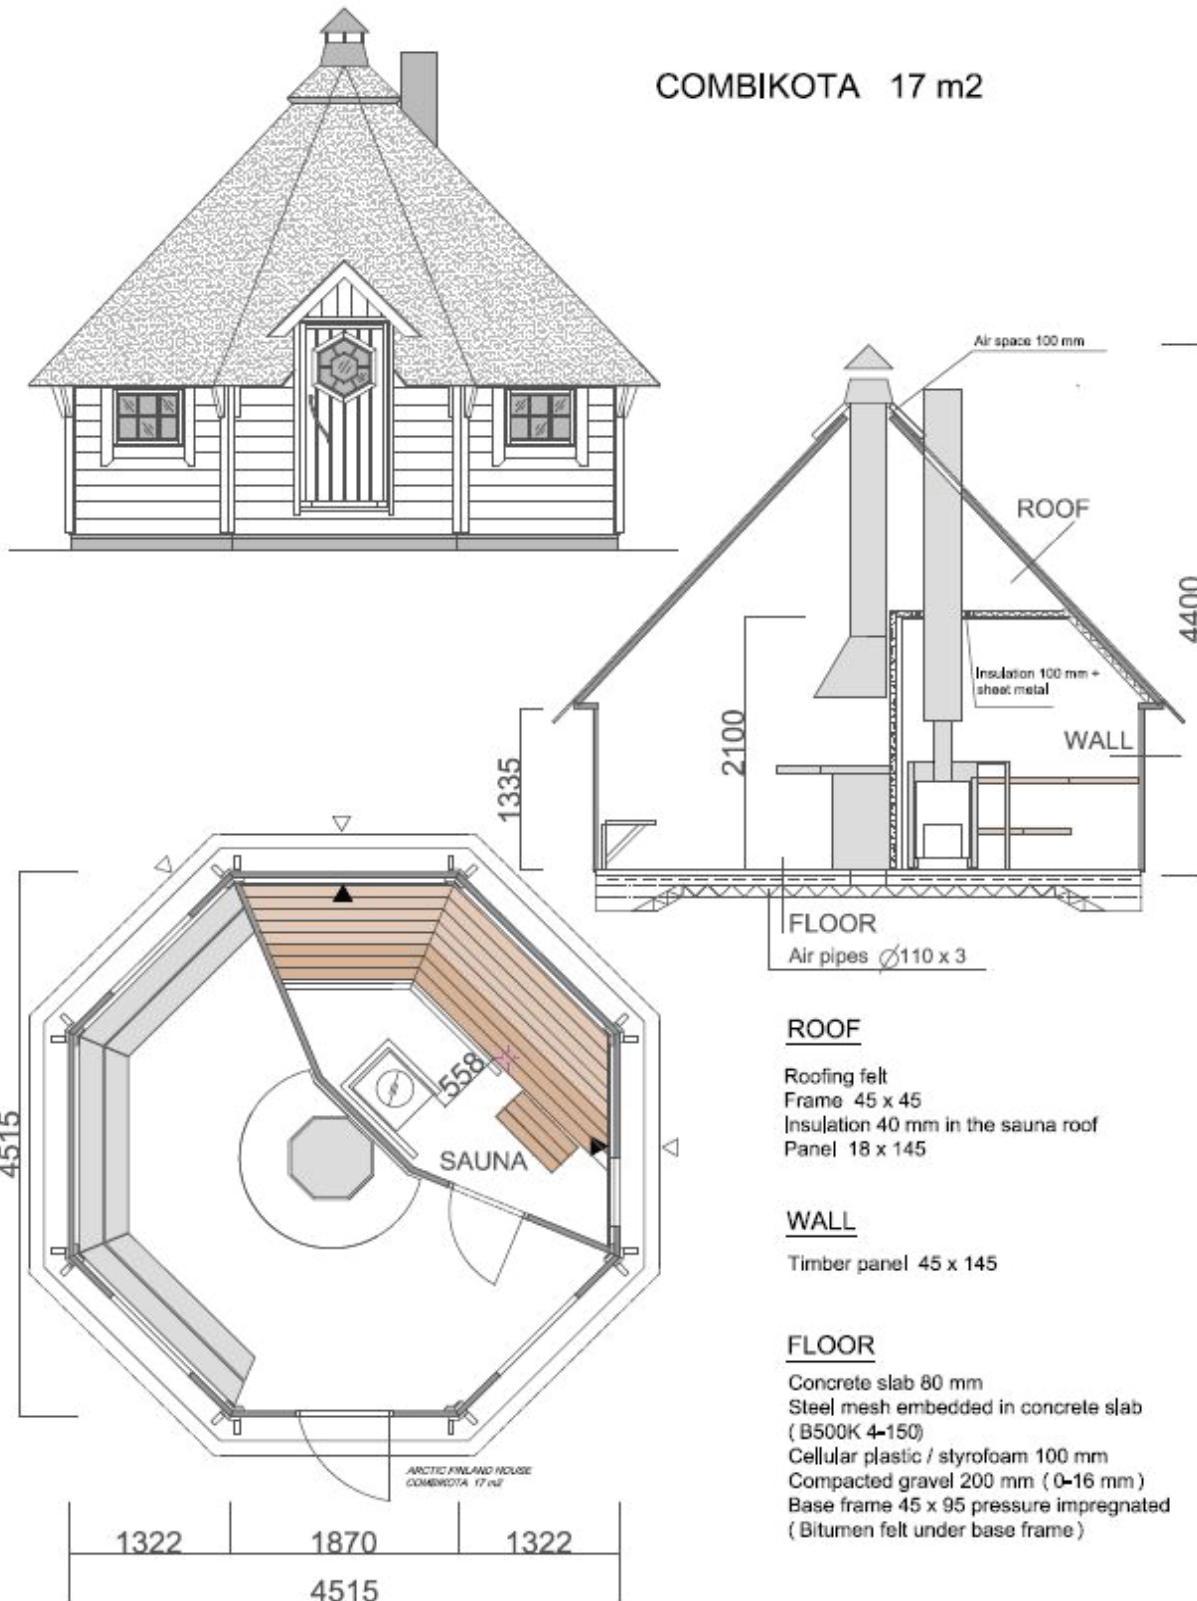 COMBIKOTA 17 m2
Air space 100 mm
ROOF
4400
Insulation 100 mm +
sheet metal
WALL
2100
1335
FLOOR
Air pipes ∅110 x 3
4515
558
SAUNA
ARCTIC FINLAND HOUSE
COMBIKOTA 17 m2
1322
1870
1322
4515
ROOF
Roofing felt
Frame 45 x 45
Insulation 40 mm in the sauna roof
Panel 18 x 145
WALL
Timber panel 45 x 145
FLOOR
Concrete slab 80 mm
Steel mesh embedded in concrete slab
( B500K 4-150)
Cellular plastic / styrofoam 100 mm
Compacted gravel 200 mm ( 0-16 mm )
Base frame 45 x 95 pressure impregnated
( Bitumen felt under base frame )